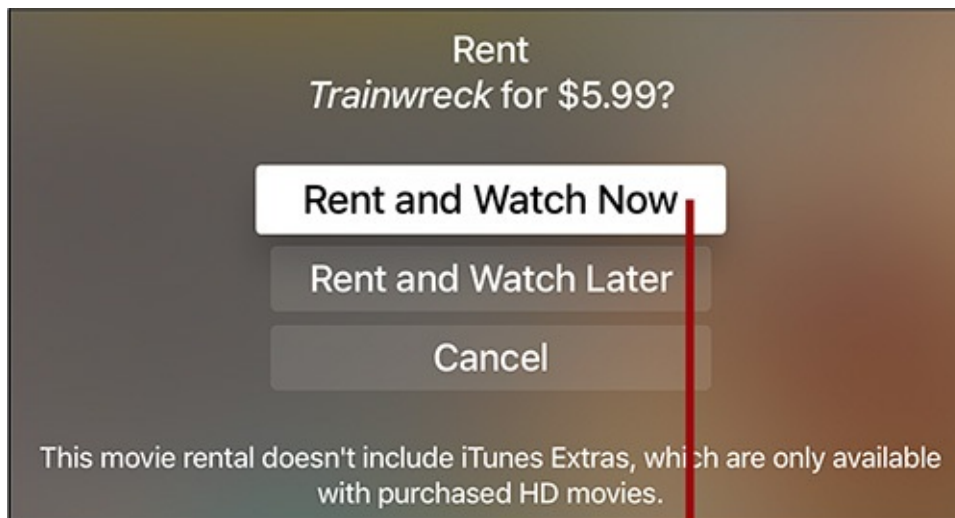 Rent
Trainwreck for $5.99?
Rent and Watch Now
Rent and Watch Later
Cancel
This movie rental doesn't include iTunes Extras, which are only available
with purchased HD movies.